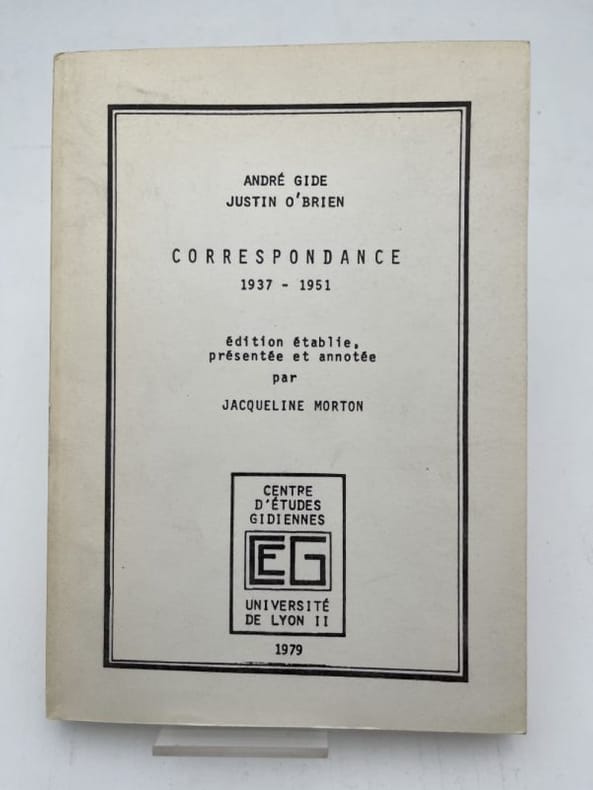 ANDRÉ GIDE
JUSTIN O'BRIEN
CORRESPONDANCE
1937 - 1951
édition établie,
présentée et annotée
par
JACQUELINE MORTON
CENTRE
D'ÉTUDES
GIDIENNES
CEG
UNIVERSITÉ
DE LYON II
1979